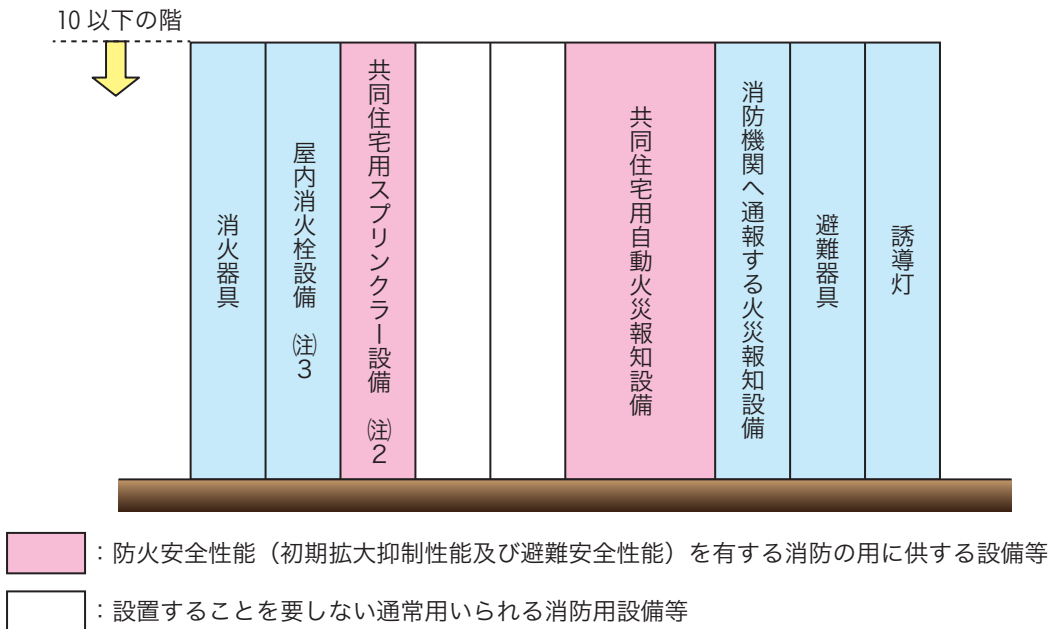 10 以下の階
消火器具
屋内消火栓設備 ㊟3
共同住宅用スプリンクラー設備 ㊟2
共同住宅用自動火災報知設備
消防機関へ通報する火災報知設備
避難器具
誘導灯
：防火安全性能（初期拡大抑制性能及び避難安全性能）を有する消防の用に供する設備等
：設置することを要しない通常用いられる消防用設備等